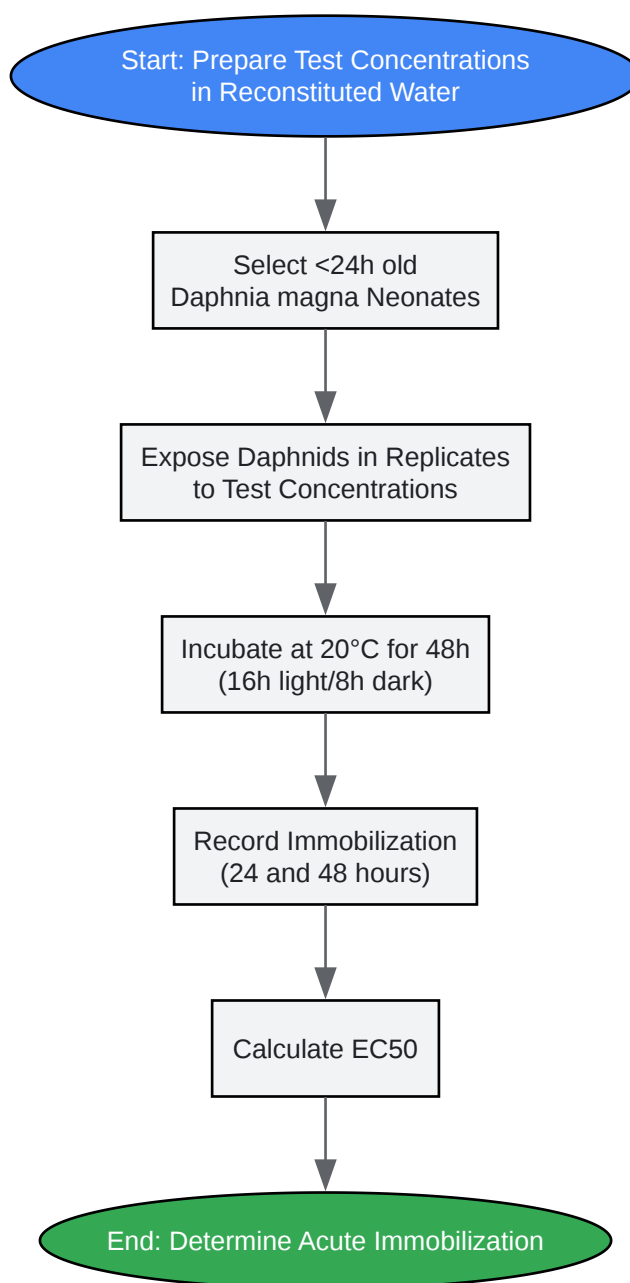 Start: Prepare Test Concentrations
in Reconstituted Water
Select <24h old
Daphnia magna Neonates
Expose Daphnids in Replicates
to Test Concentrations
Incubate at 20°C for 48h
(16h light/8h dark)
Record Immobilization
(24 and 48 hours)
Calculate EC50
End: Determine Acute Immobilization